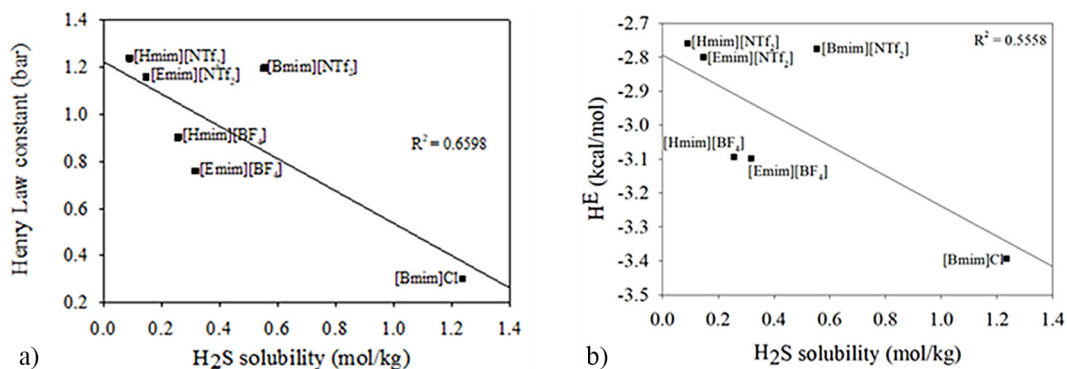 Henry Law constant (bar)
1.4
1.2
1.0
0.8
0.6
0.4
0.2
[Hmim][NTf2]
[Emim][NTf2]
[Bmim][NTf2]
[Hmim][BF4]
[Emim][BF4]
[Bmim]Cl
R² = 0.6598
0.0 0.2 0.4 0.6 0.8 1.0 1.2 1.4
H2S solubility (mol/kg)
a)
HE (kcal/mol)
-2.7
-2.8
-2.9
-3.0
-3.1
-3.2
-3.3
-3.4
-3.5
[Hmim][NTf2]
[Emim][NTf2]
[Bmim][NTf2]
R² = 0.5558
[Hmim][BF4]
[Emim][BF4]
[Bmim]Cl
0.0 0.2 0.4 0.6 0.8 1.0 1.2 1.4
H2S solubility (mol/kg)
b)